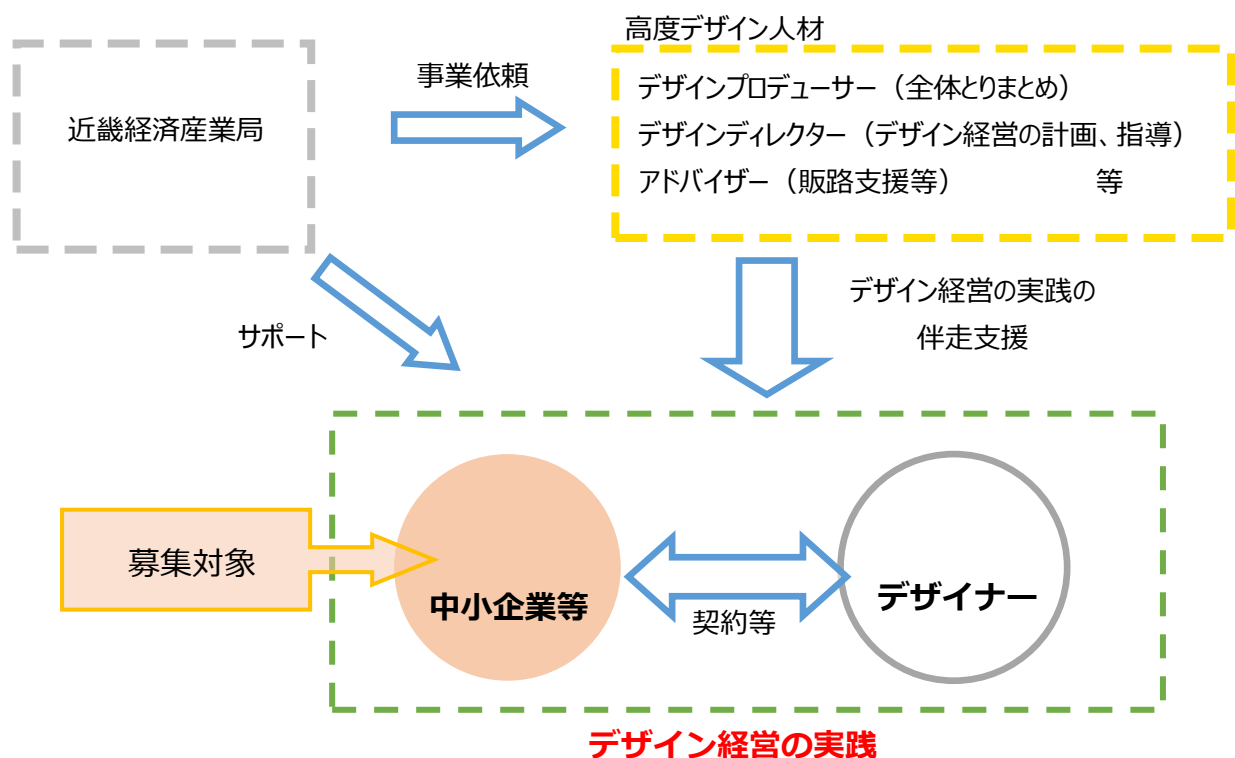 高度デザイン人材
事業依頼
近畿経済産業局
デザインプロデューサー（全体とりまとめ）
デザインディレクター（デザイン経営の計画、指導）
アドバイザー（販路支援等）　　　　　等
サポート
デザイン経営の実践の
伴走支援
募集対象
中小企業等
契約等
デザイナー
デザイン経営の実践